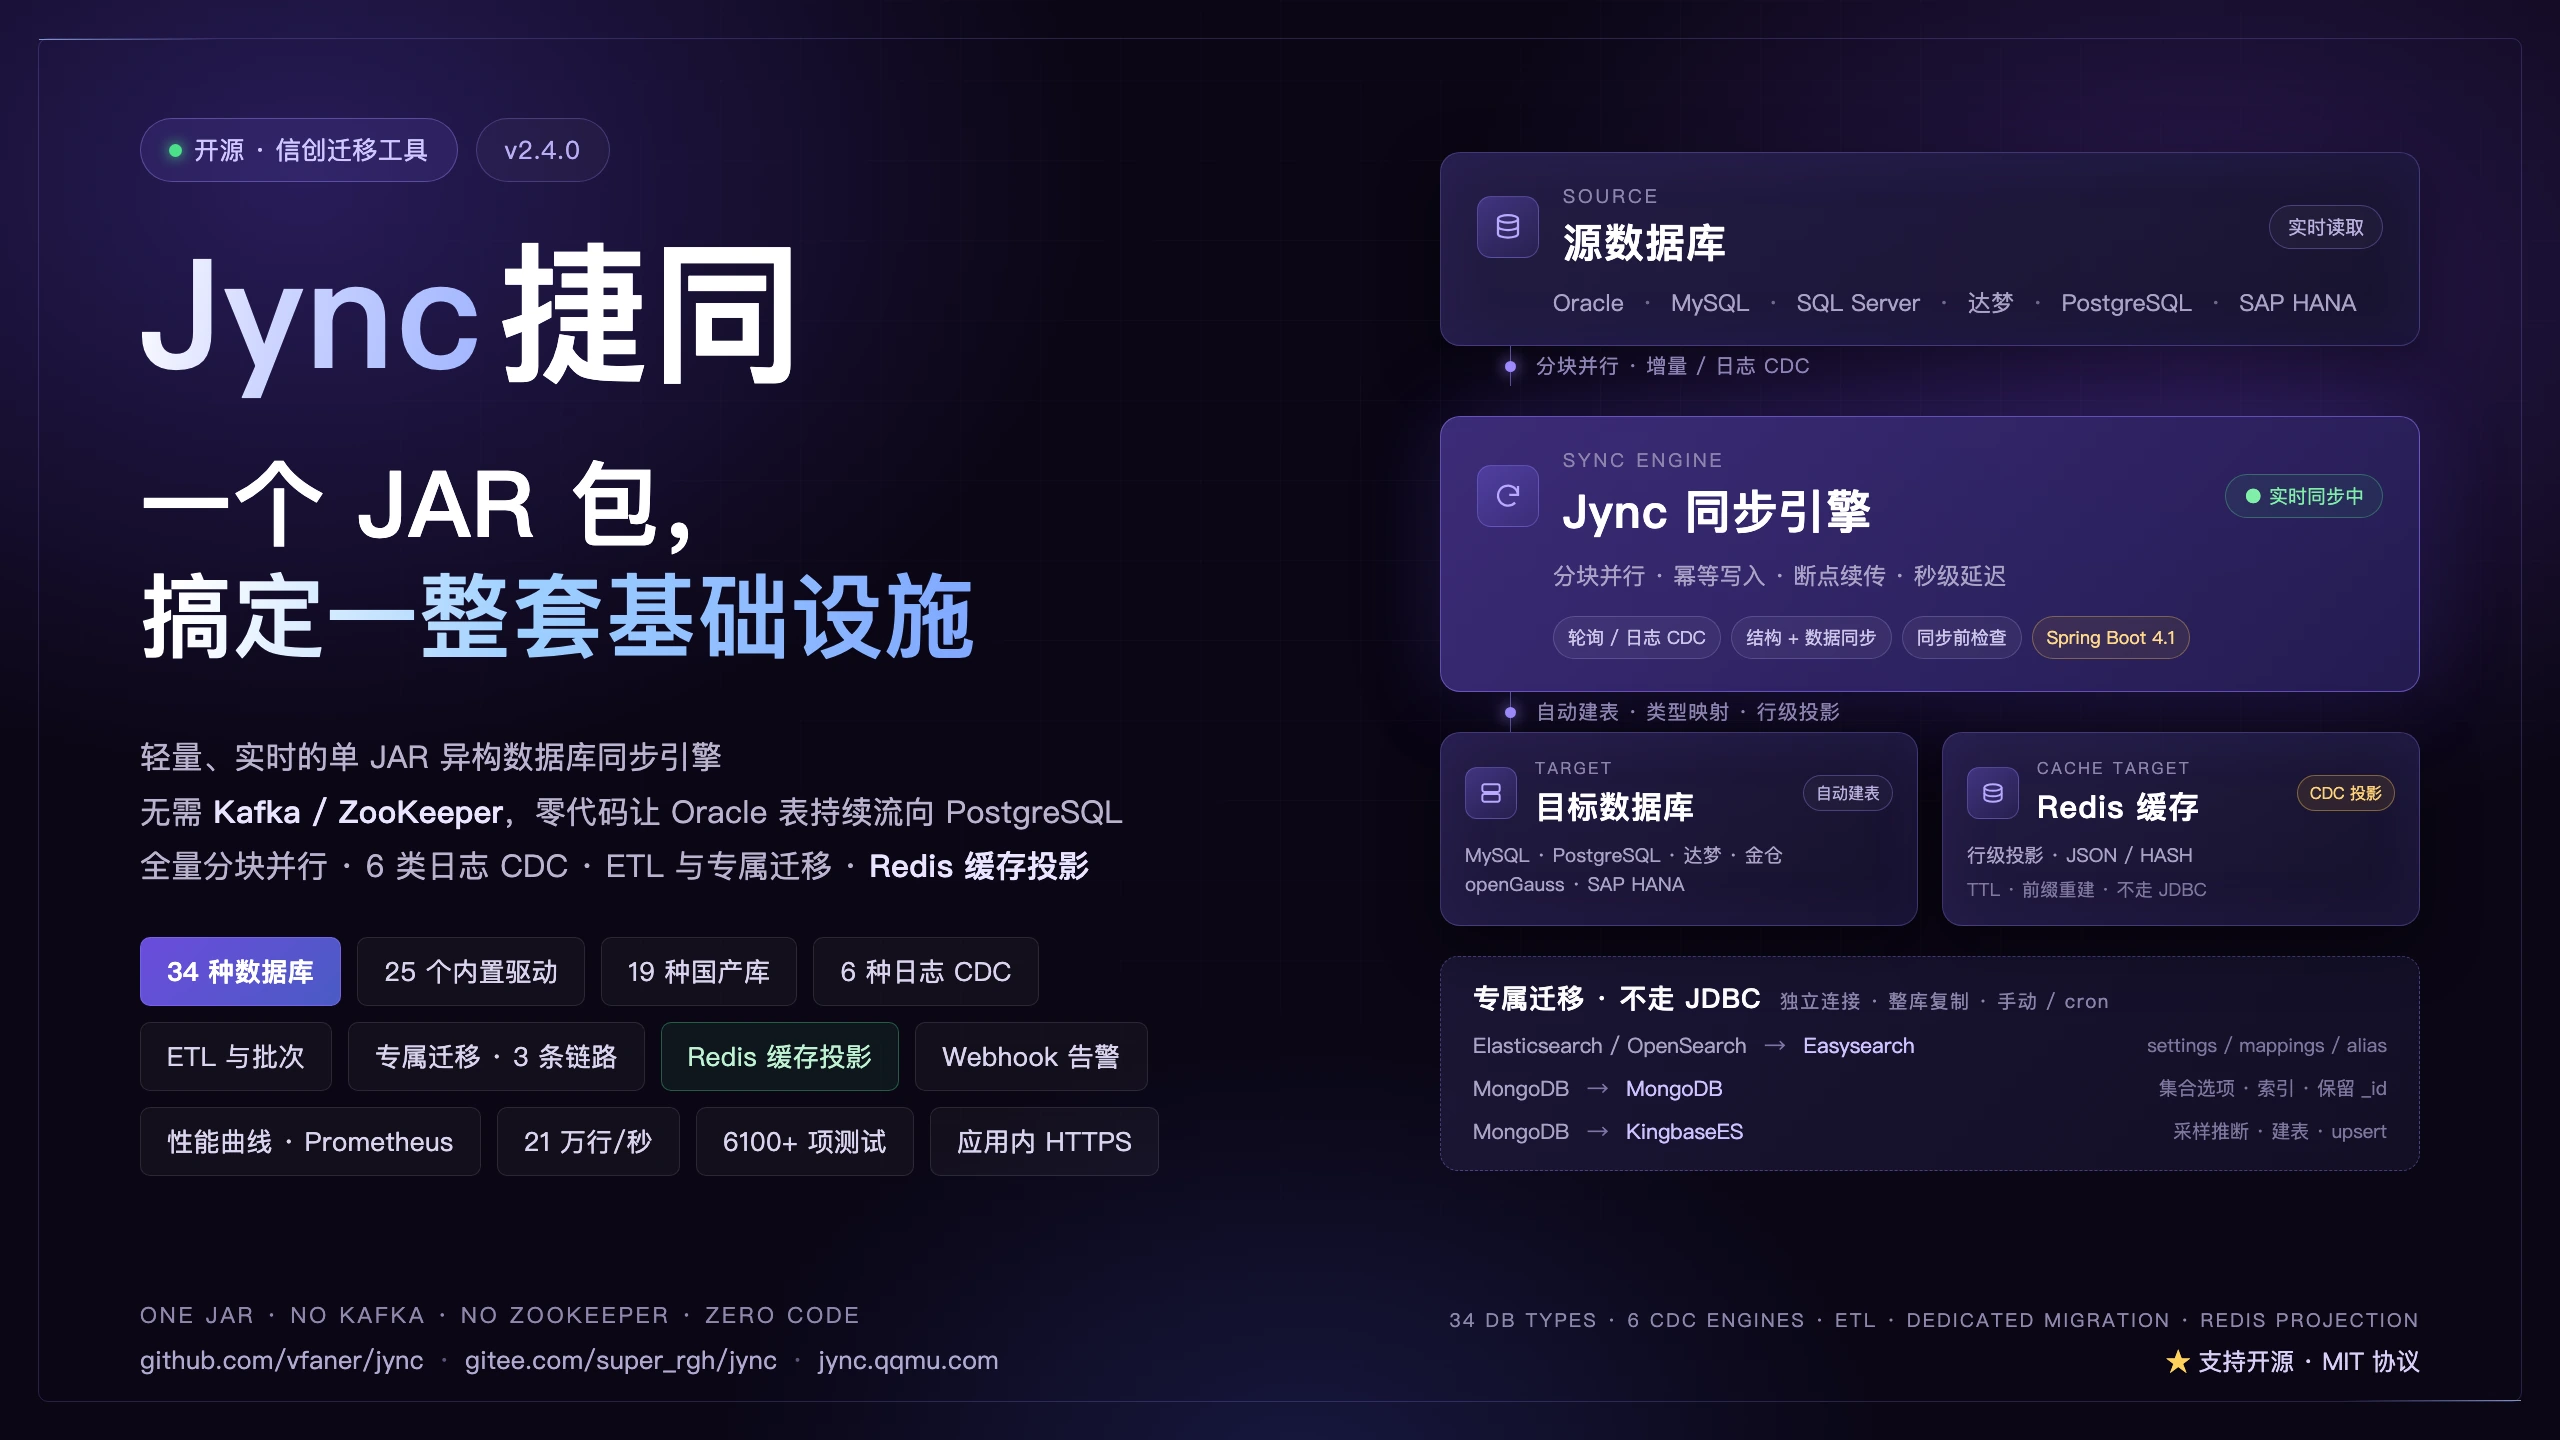 开源 · 信创迁移工具
v2.4.0
Jync 捷同
一个 JAR 包，
搞定一整套基础设施
轻量、实时的单 JAR 异构数据库同步引擎
无需 Kafka / ZooKeeper，零代码让 Oracle 表持续流向 PostgreSQL
全量分块并行 · 6 类日志 CDC · ETL 与专属迁移 · Redis 缓存投影
34 种数据库
25 个内置驱动
19 种国产库
6 种日志 CDC
ETL 与批次
专属迁移 · 3 条链路
Redis 缓存投影
Webhook 告警
性能曲线 · Prometheus
21 万行/秒
6100+ 项测试
应用内 HTTPS
ONE JAR · NO KAFKA · NO ZOOKEEPER · ZERO CODE
github.com/vfaner/jync · gitee.com/super_rgh/jync · jync.qqmu.com
SOURCE
源数据库
实时读取
Oracle · MySQL · SQL Server · 达梦 · PostgreSQL · SAP HANA
分块并行 · 增量 / 日志 CDC
SYNC ENGINE
Jync 同步引擎
实时同步中
分块并行 · 幂等写入 · 断点续传 · 秒级延迟
轮询 / 日志 CDC
结构 + 数据同步
同步前检查
Spring Boot 4.1
自动建表 · 类型映射 · 行级投影
TARGET
目标数据库
自动建表
MySQL · PostgreSQL · 达梦 · 金仓
openGauss · SAP HANA
CACHE TARGET
Redis 缓存
CDC 投影
行级投影 · JSON / HASH
TTL · 前缀重建 · 不走 JDBC
专属迁移 · 不走 JDBC 独立连接 · 整库复制 · 手动 / cron
Elasticsearch / OpenSearch → Easysearch settings / mappings / alias
MongoDB → MongoDB 集合选项 · 索引 · 保留 _id
MongoDB → KingbaseES 采样推断 · 建表 · upsert
34 DB TYPES · 6 CDC ENGINES · ETL · DEDICATED MIGRATION · REDIS PROJECTION
⭐ 支持开源 · MIT 协议